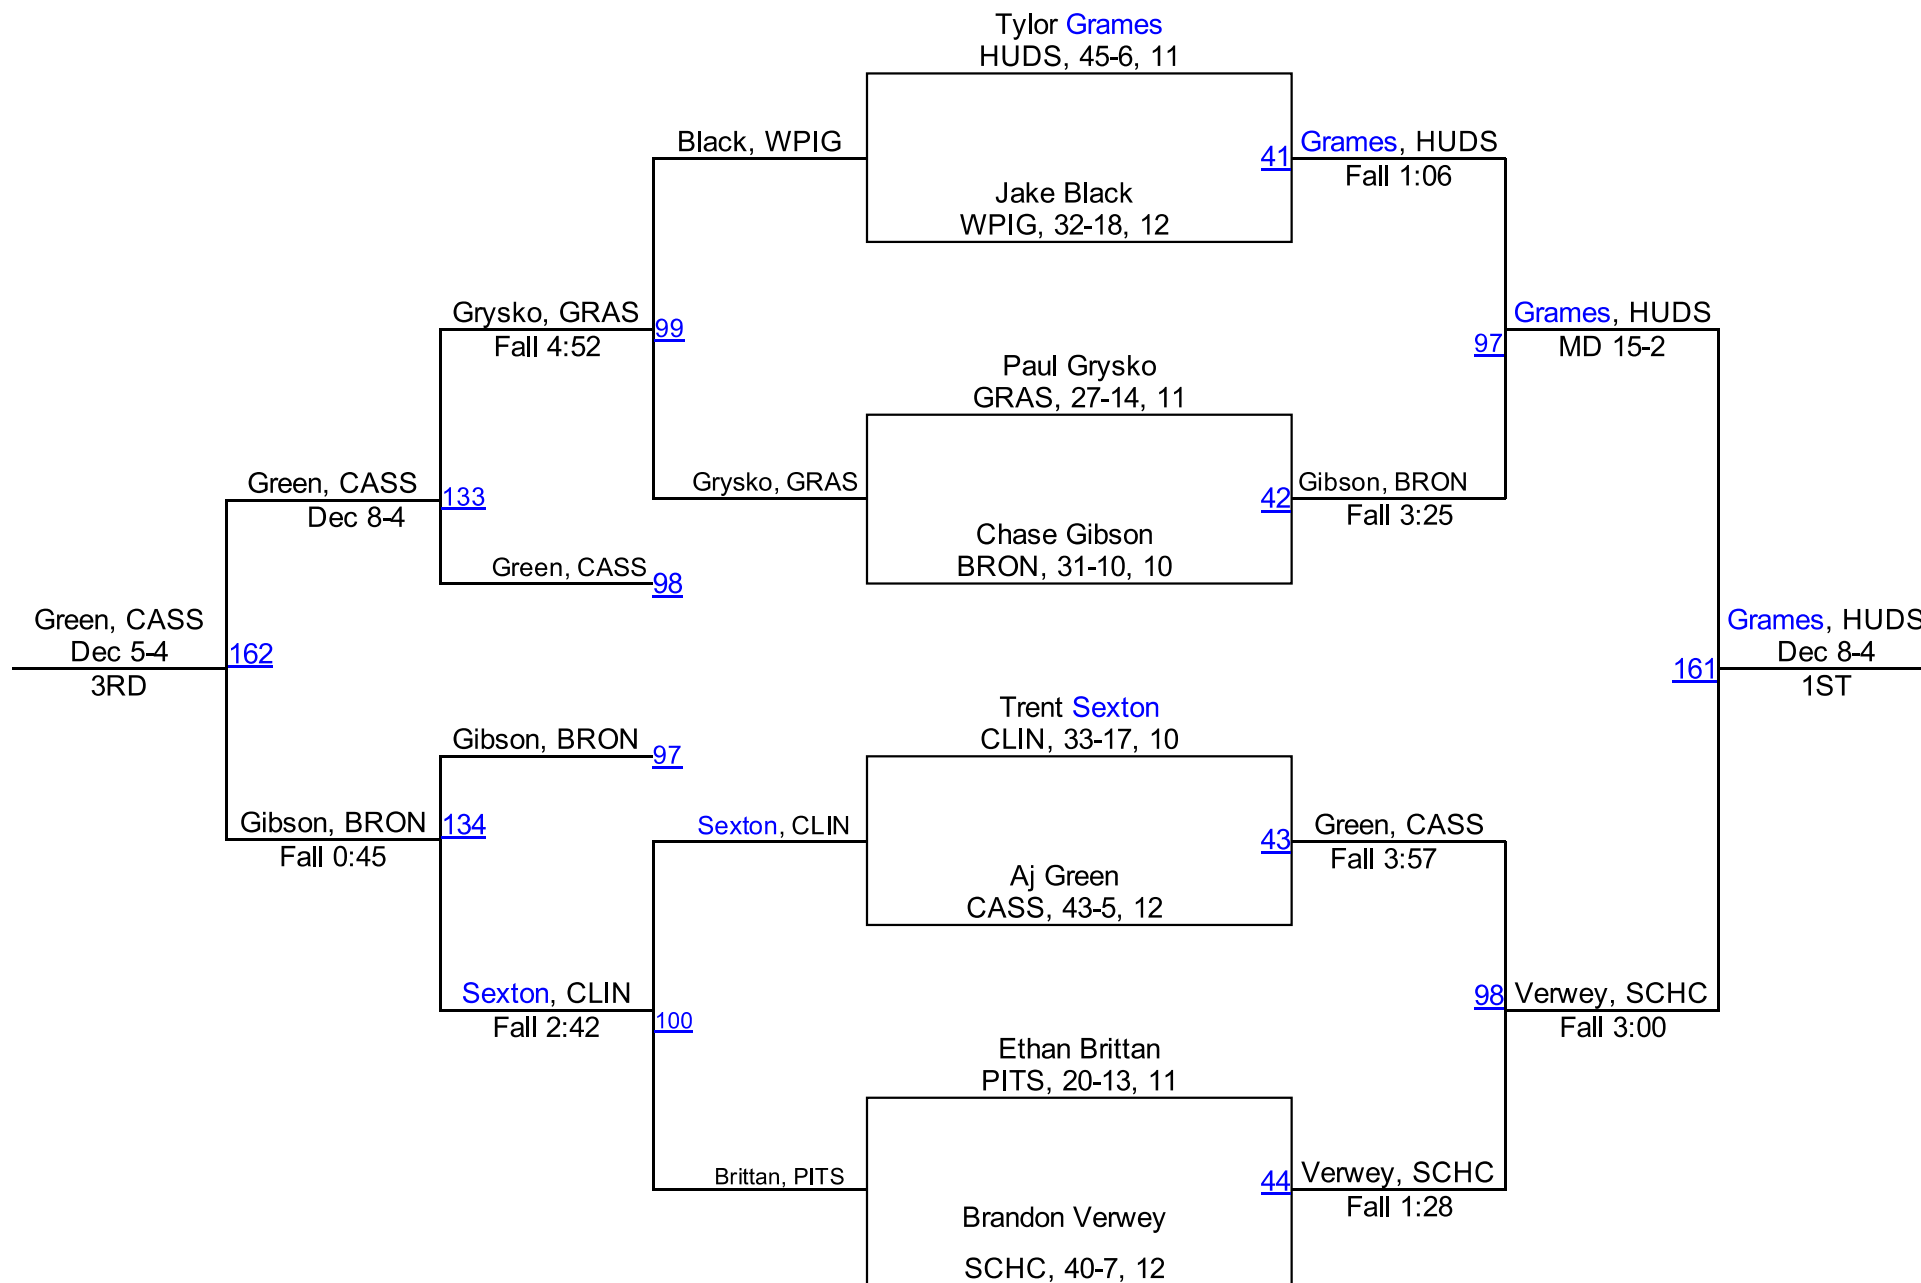 Tylor Grames
HUDS, 45-6, 11
Black, WPIG
41
Grames, HUDS
Fall 1:06
Jake Black
WPIG, 32-18, 12
Grysko, GRAS
Fall 4:52
99
Grames, HUDS
MD 15-2
97
Paul Grysko
GRAS, 27-14, 11
Green, CASS
Dec 8-4
133
Grysko, GRAS
42
Gibson, BRON
Fall 3:25
Chase Gibson
BRON, 31-10, 10
Green, CASS
98
Green, CASS
Dec 5-4
3RD
162
Grames, HUDS
Dec 8-4
1ST
161
Trent Sexton
CLIN, 33-17, 10
Gibson, BRON
97
Gibson, BRON
Fall 0:45
134
Sexton, CLIN
43
Green, CASS
Fall 3:57
Aj Green
CASS, 43-5, 12
Sexton, CLIN
Fall 2:42
100
98
Verwey, SCHC
Fall 3:00
Ethan Brittan
PITS, 20-13, 11
Brittan, PITS
44
Verwey, SCHC
Fall 1:28
Brandon Verwey
SCHC, 40-7, 12